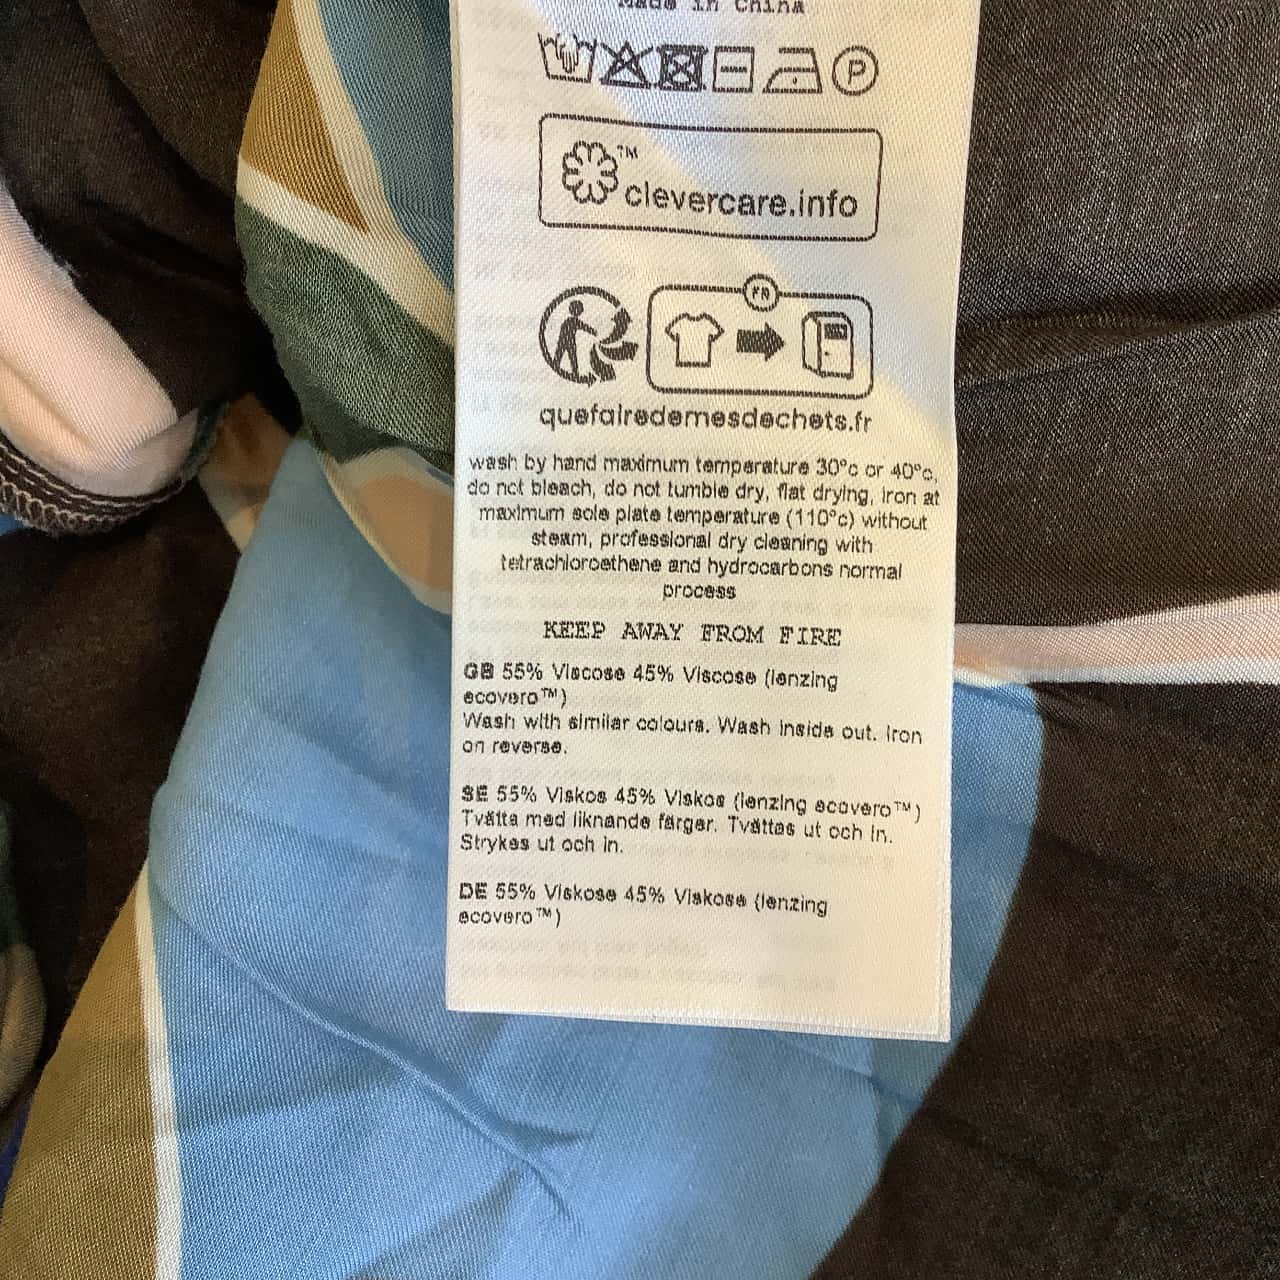 Made in China
P
TM
clevercare.info
FR
quefairedemesdechets.fr
wash by hand maximum temperature 30°c or 40°c,
do not bleach, do not tumble dry, flat drying, iron at
maximum sole plate temperature (110°c) without
steam, professional dry cleaning with
tetrachloroethene and hydrocarbons normal
process
KEEP AWAY FROM FIRE
GB 55% Viscose 45% Viscose (lenzing
ecovero™)
Wash with similar colours. Wash inside out. Iron
on reverse.
SE 55% Viskos 45% Viskos (lenzing ecovero™)
Tvätta med liknande färger. Tvättas ut och in.
Strykes ut och in.
DE 55% Viskose 45% Viskose (lenzing
ecovero™)